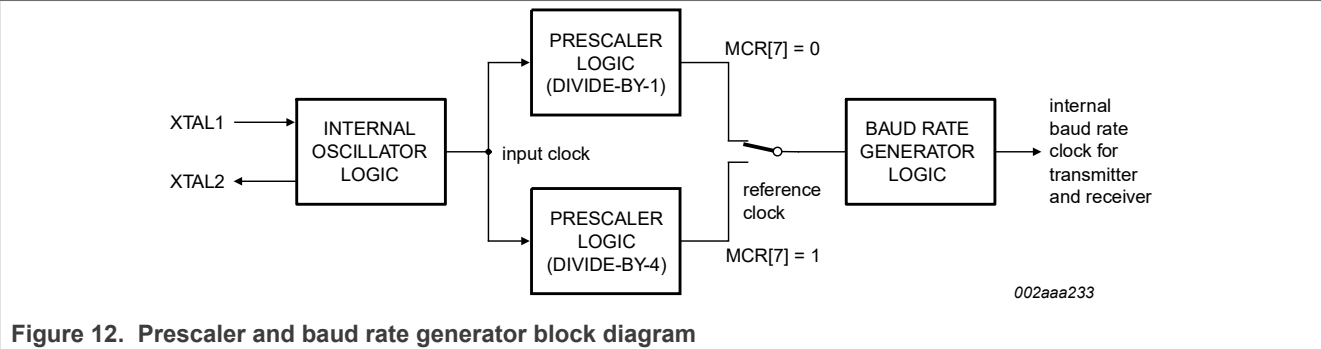 PRESCALER
LOGIC
(DIVIDE-BY-1)
MCR[7] = 0
XTAL1
XTAL2
INTERNAL
OSCILLATOR
LOGIC
input clock
BAUD RATE
GENERATOR
LOGIC
internal
baud rate
clock for
transmitter
and receiver
reference
clock
PRESCALER
LOGIC
(DIVIDE-BY-4)
MCR[7] = 1
002aaa233
Figure 12. Prescaler and baud rate generator block diagram